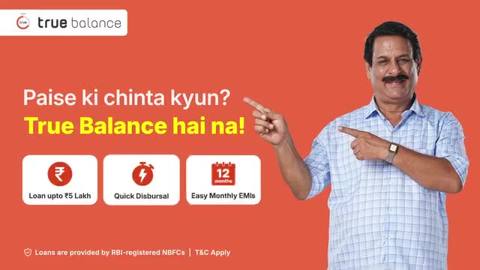 true balance
Paise ki chinta kyun?
True Balance hai na!
₹
12
months
Loan upto ₹5 Lakh
Quick Disbursal
Easy Monthly EMIs
Loans are provided by RBI-registered NBFCs | T&C Apply